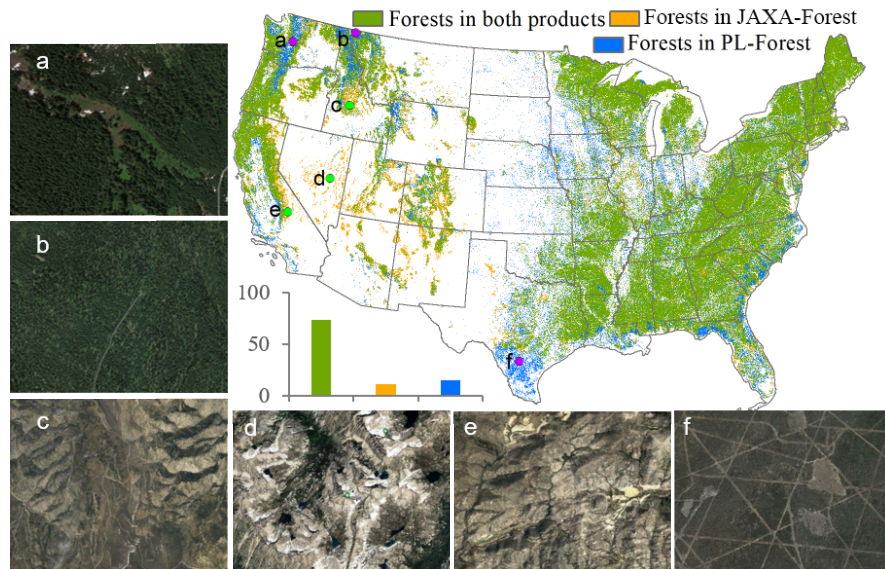 Forests in both products
Forests in JAXA-Forest
Forests in PL-Forest
a
b
c
d
e
f
100
50
0
a
b
c
d
e
f